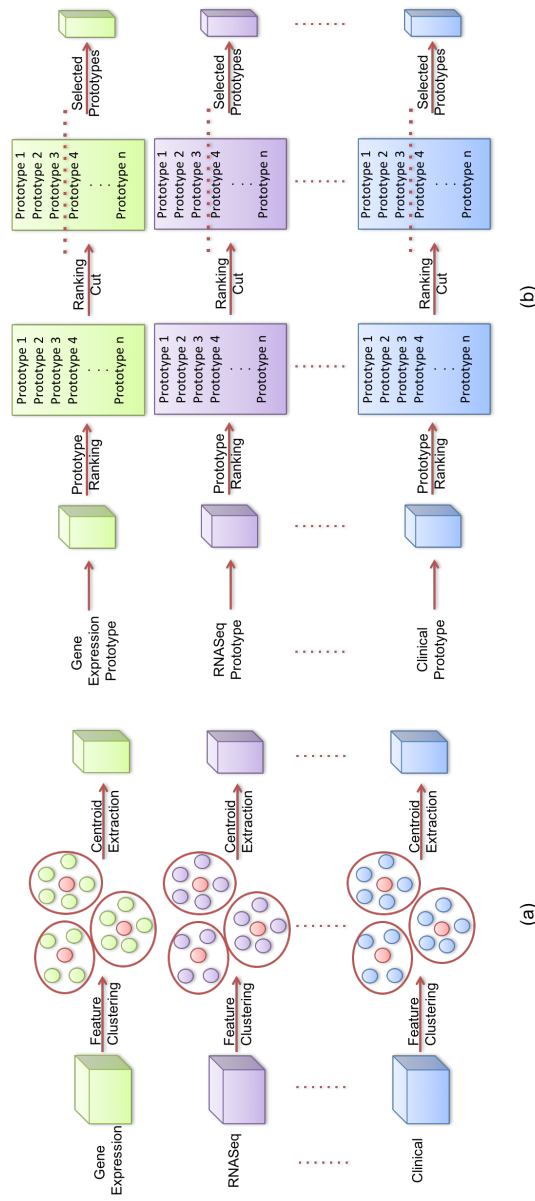 Gene
Expression
Feature
Clustering
Centroid
Extraction
RNASeq
Feature
Clustering
Centroid
Extraction
Clinical
Feature
Clustering
Centroid
Extraction
(a)
Gene
Expression
Prototype
Prototype
Ranking
Prototype 1
Prototype 2
Prototype 3
Prototype 4
.
.
.
Prototype n
Ranking
Cut
Prototype 1
Prototype 2
Prototype 3
Prototype 4
.
.
.
Prototype n
Selected
Prototypes
RNASeq
Prototype
Prototype
Ranking
Prototype 1
Prototype 2
Prototype 3
Prototype 4
.
.
.
Prototype n
Ranking
Cut
Prototype 1
Prototype 2
Prototype 3
Prototype 4
.
.
.
Prototype n
Selected
Prototypes
Clinical
Prototype
Prototype
Ranking
Prototype 1
Prototype 2
Prototype 3
Prototype 4
.
.
.
Prototype n
Ranking
Cut
Prototype 1
Prototype 2
Prototype 3
Prototype 4
.
.
.
Prototype n
Selected
Prototypes
(b)